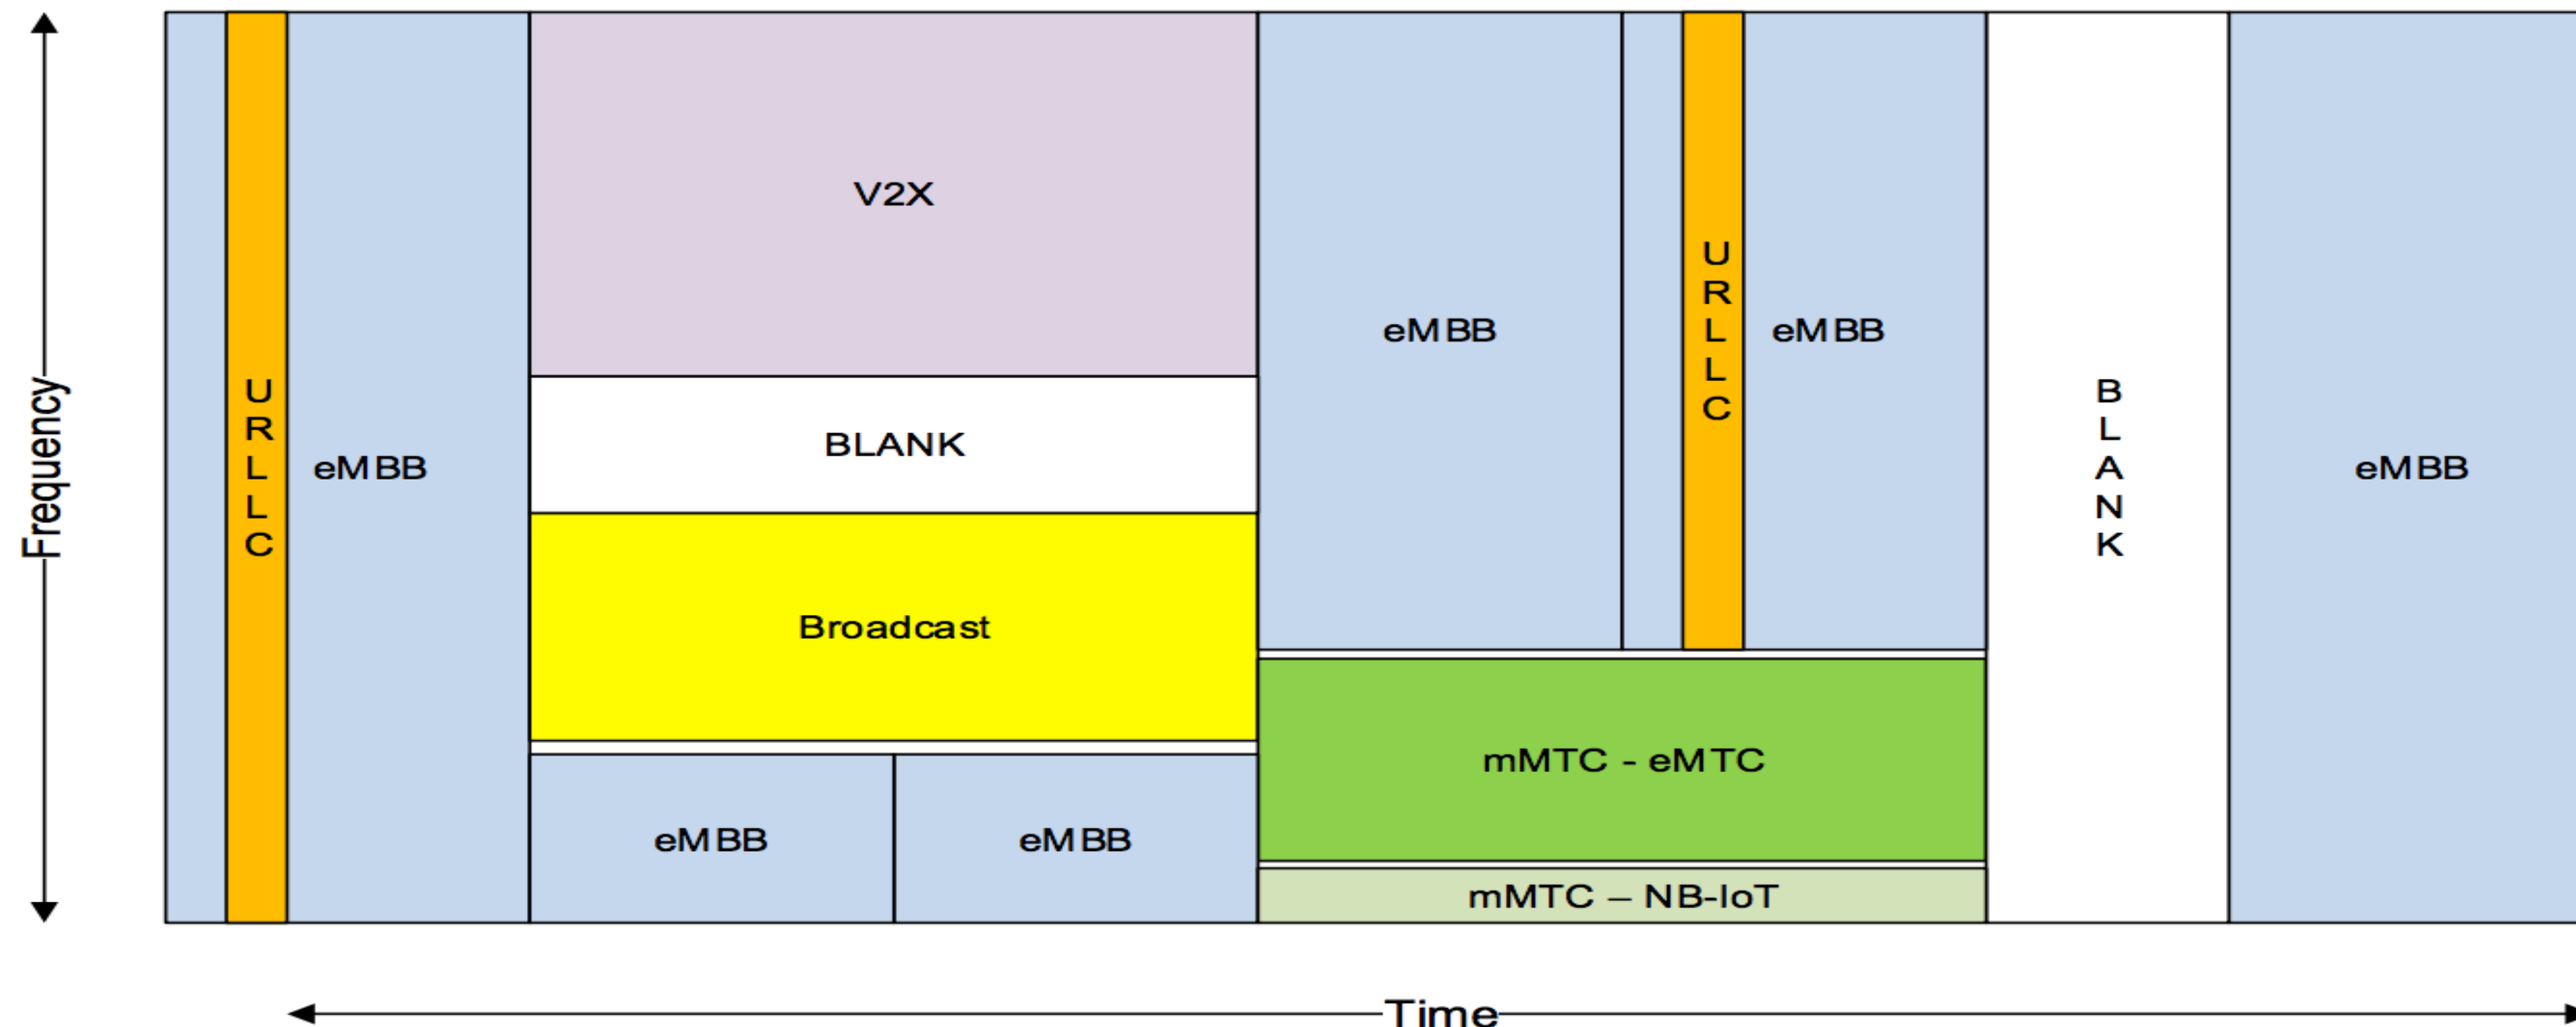 Frequency
URLLC
eMBB
V2X
BLANK
Broadcast
eMBB
eMBB
eMBB
URLLC
eMBB
mMTC - eMTC
mMTC – NB-IoT
BLANK
eMBB
Time